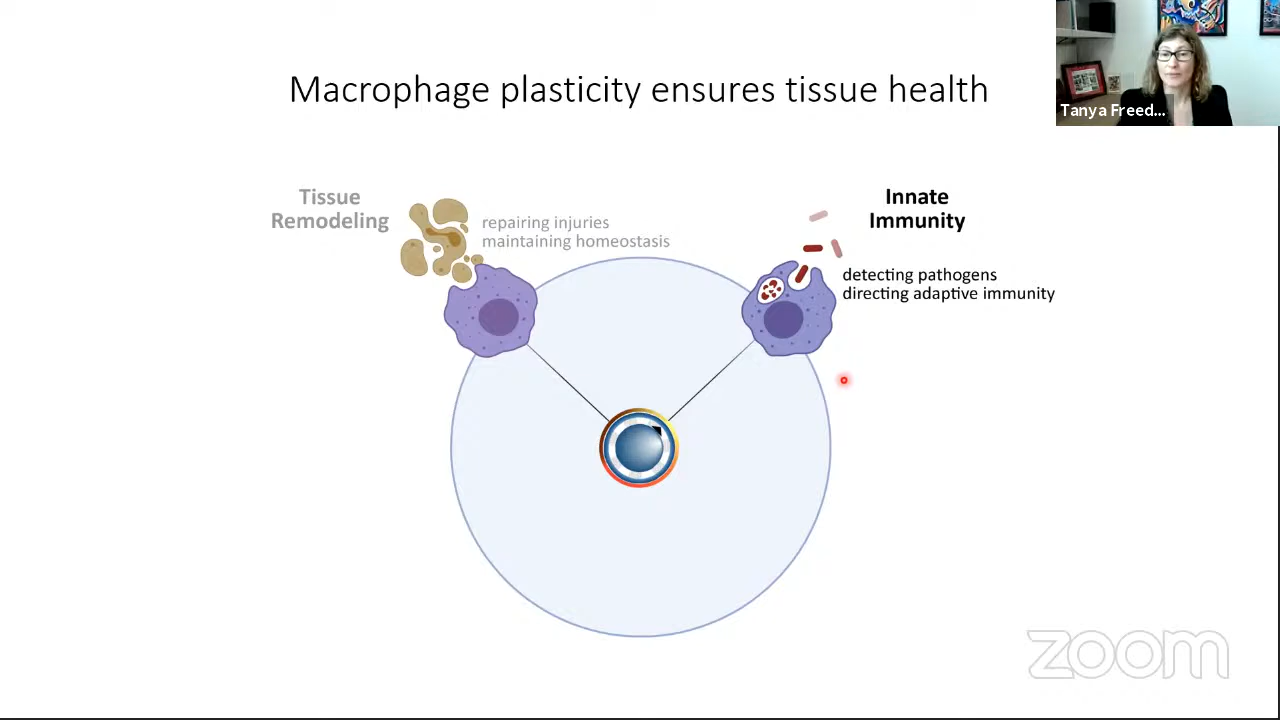 Macrophage plasticity ensures tissue health
Tanya Freed...
Tissue
Remodeling
repairing injuries
maintaining homeostasis
Innate
Immunity
detecting pathogens
directing adaptive immunity
zoom